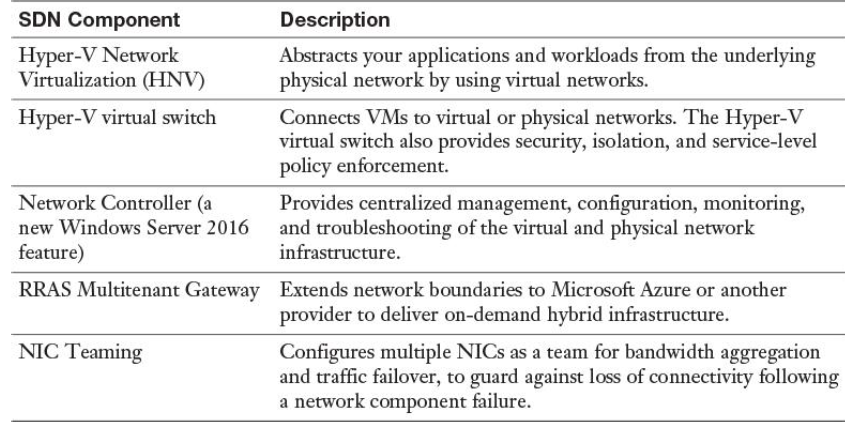 SDN Component Description
Hyper-V Network Abstracts your applications and workloads from the underlying
Virtualization (HNV) physical network by using virtual networks.
Hyper-V virtual switch Connects VMs to virtual or physical networks. The Hyper-V
virtual switch also provides security, isolation, and service-level
policy enforcement.
Network Controller (a Provides centralized management, configuration, monitoring,
new Windows Server 2016 and troubleshooting of the virtual and physical network
feature) infrastructure.
RRAS Multitenant Gateway Extends network boundaries to Microsoft Azure or another
provider to deliver on-demand hybrid infrastructure.
NIC Teaming Configures multiple NICs as a team for bandwidth aggregation
and traffic failover, to guard against loss of connectivity following
a network component failure.